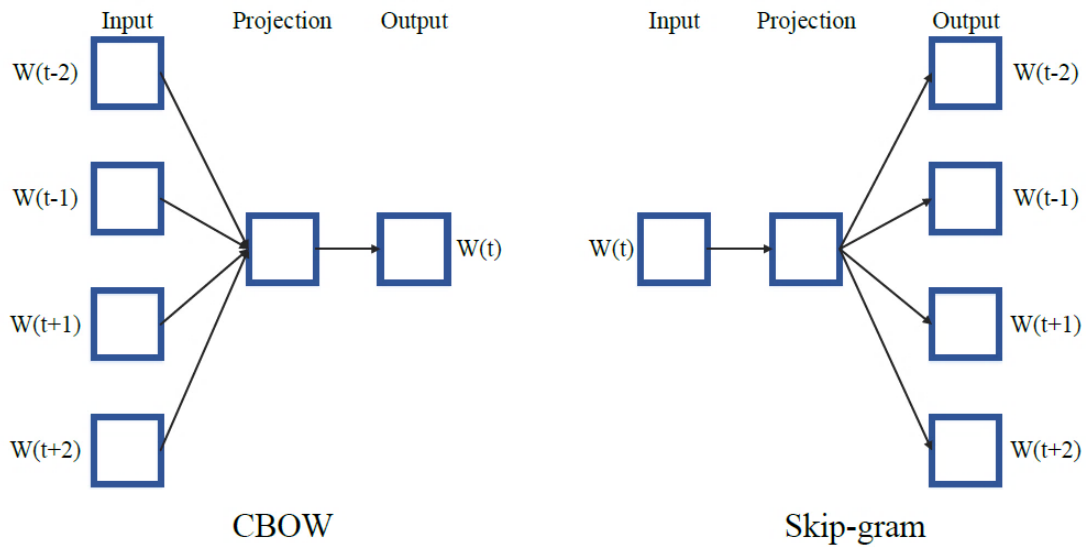 Input Projection Output
W(t-2)
W(t-1)
W(t)
W(t+1)
W(t+2)
CBOW
Input Projection Output
W(t-2)
W(t-1)
W(t)
W(t+1)
W(t+2)
Skip-gram